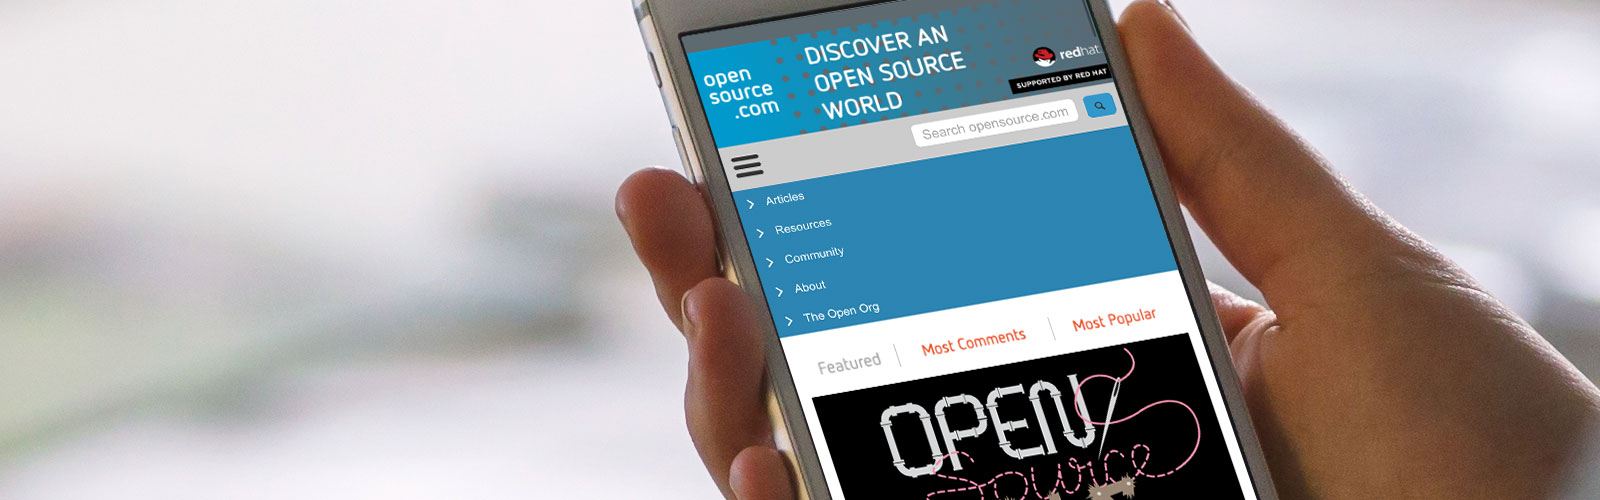 open
source
.com
DISCOVER AN
OPEN SOURCE
WORLD
redhat.
SUPPORTED BY RED HAT
Search opensource.com
Articles
Resources
Community
About
The Open Org
Featured
Most Comments
Most Popular
OPEN
Source